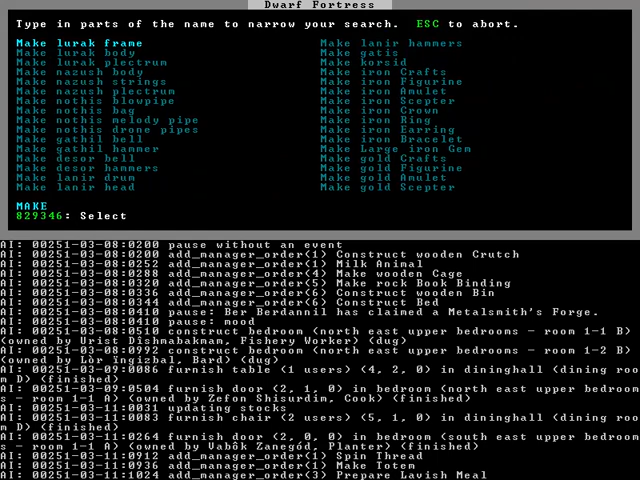 Dwarf Fortress
Type in parts of the name to narrow your search.  ESC to abort.
Make lurak frame
Make lurak body
Make lurak plectrum
Make nazush body
Make nazush strings
Make nazush plectrum
Make nothis blowpipe
Make nothis bag
Make nothis melody pipe
Make nothis drone pipes
Make gathil bell
Make gathil hammer
Make desor bell
Make desor hammers
Make lanir drum
Make lanir head
Make lanir hammers
Make gatis
Make korsid
Make iron Crafts
Make iron Figurine
Make iron Amulet
Make iron Scepter
Make iron Crown
Make iron Ring
Make iron Earring
Make iron Bracelet
Make Large iron Gem
Make gold Crafts
Make gold Figurine
Make gold Amulet
Make gold Scepter
MAKE
829346: Select
AI: 00251-03-08:0200 pause without an event
AI: 00251-03-08:0200 add_manager_order(1) Construct wooden Crutch
AI: 00251-03-08:0252 add_manager_order(1) Milk Animal
AI: 00251-03-08:0288 add_manager_order(4) Make wooden Cage
AI: 00251-03-08:0320 add_manager_order(5) Make rock Book Binding
AI: 00251-03-08:0336 add_manager_order(6) Construct wooden Bin
AI: 00251-03-08:0344 add_manager_order(6) Construct Bed
AI: 00251-03-08:0410 pause: Ber Berdannil has claimed a Metalsmith's Forge.
AI: 00251-03-08:0410 pause: mood
AI: 00251-03-08:0510 construct bedroom (north east upper bedrooms - room 1-1 B)
(owned by Urist Dîshmabakmam, Fishery Worker) (dug)
AI: 00251-03-08:0992 construct bedroom (north east upper bedrooms - room 1-2 B)
(owned by Lòr Ingizbal, Bard) (dug)
AI: 00251-03-09:0086 furnish table (1 users) (4, 2, 0) in dininghall (dining roo
m D) (finished)
AI: 00251-03-09:0504 furnish door (2, 1, 0) in bedroom (north east upper bedroom
s - room 1-1 A) (owned by Zefon Shisurdim, Cook) (finished)
AI: 00251-03-11:0031 updating stocks
AI: 00251-03-11:0083 furnish chair (2 users) (5, 1, 0) in dininghall (dining roo
m D) (finished)
AI: 00251-03-11:0264 furnish door (2, 0, 0) in bedroom (south east upper bedroom
s - room 1-1 A) (owned by Vabôk Zanegód, Planter) (finished)
AI: 00251-03-11:0912 add_manager_order(1) Spin Thread
AI: 00251-03-11:0936 add_manager_order(1) Make Totem
AI: 00251-03-11:1024 add_manager_order(3) Prepare Lavish Meal